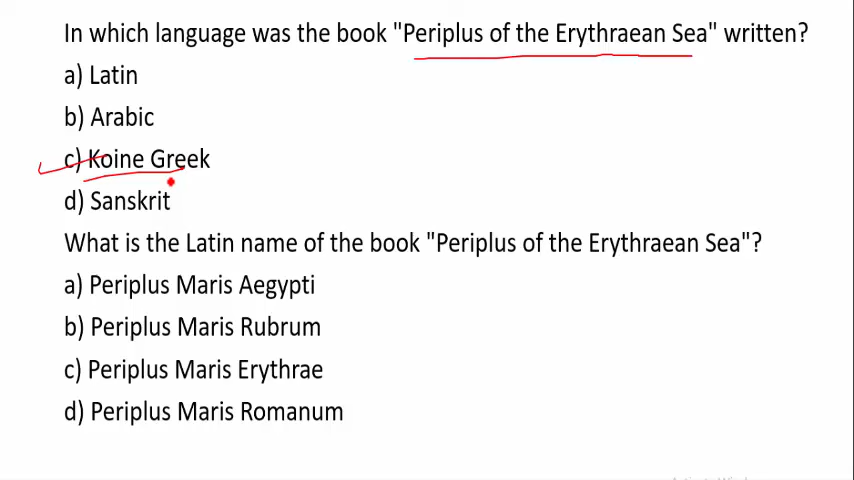 In which language was the book "Periplus of the Erythraean Sea" written?
a) Latin
b) Arabic
c) Koine Greek
d) Sanskrit
What is the Latin name of the book "Periplus of the Erythraean Sea"?
a) Periplus Maris Aegypti
b) Periplus Maris Rubrum
c) Periplus Maris Erythrae
d) Periplus Maris Romanum